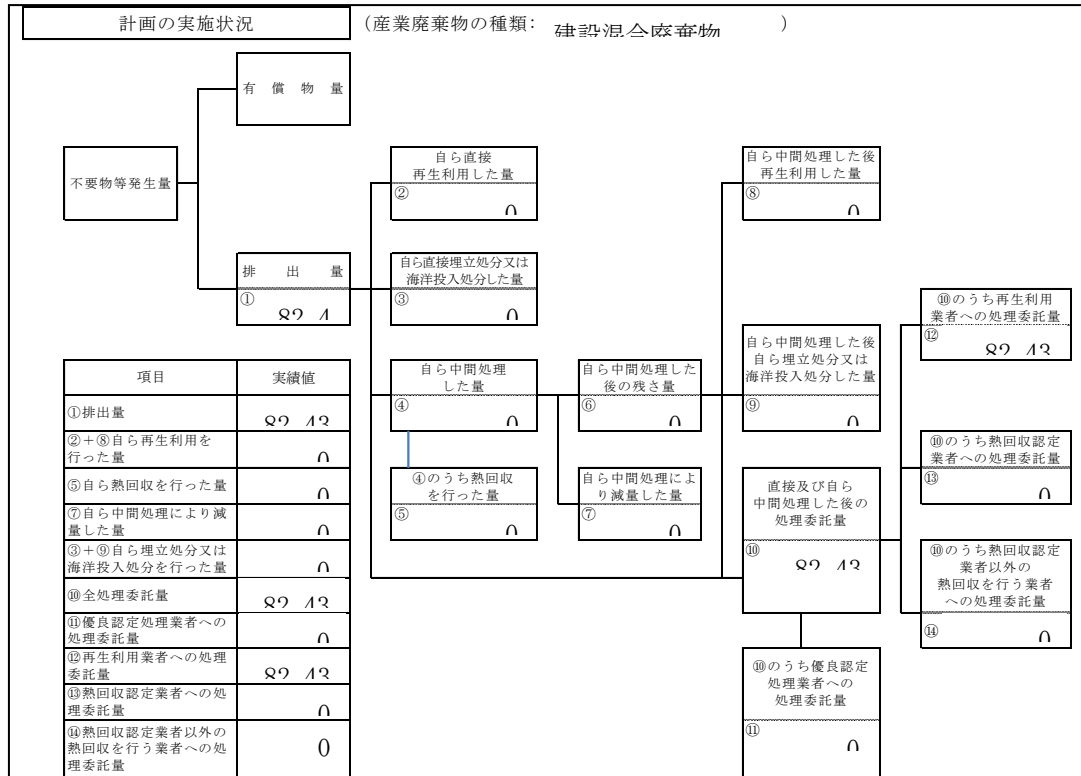 計画の実施状況
（産業廃棄物の種類： 建設混合廃棄物 ）
有償物量
不要物等発生量
自ら直接
再生利用した量
②
0
自ら中間処理した後
再生利用した量
⑧
0
排出量
①
82.4
自ら直接埋立処分又は
海洋投入処分した量
③
0
⑩のうち再生利用
業者への処理委託量
⑫
82.43
自ら中間処理
した量
④
0
自ら中間処理した
後の残さ量
⑥
0
自ら中間処理した後
自ら埋立処分又は
海洋投入処分した量
⑨
0
④のうち熱回収
を行った量
⑤
0
自ら中間処理によ
り減量した量
⑦
0
直接及び自ら
中間処理した後の
処理委託量
⑩
82.43
⑩のうち熱回収認定
業者への処理委託量
⑬
0
⑩のうち熱回収認定
業者以外の
熱回収を行う業者
への処理委託量
⑭
0
⑩のうち優良認定
処理業者への
処理委託量
⑪
0
項目 実績値
①排出量 82.43
②＋⑧自ら再生利用を
行った量 0
⑤自ら熱回収を行った量 0
⑦自ら中間処理により減
量した量 0
③＋⑨自ら埋立処分又は
海洋投入処分を行った量 0
⑩全処理委託量 82.43
⑪優良認定処理業者への
処理委託量 0
⑫再生利用業者への処理
委託量 82.43
⑬熱回収認定業者への処
理委託量 0
⑭熱回収認定業者以外の
熱回収を行う業者への処
理委託量 0